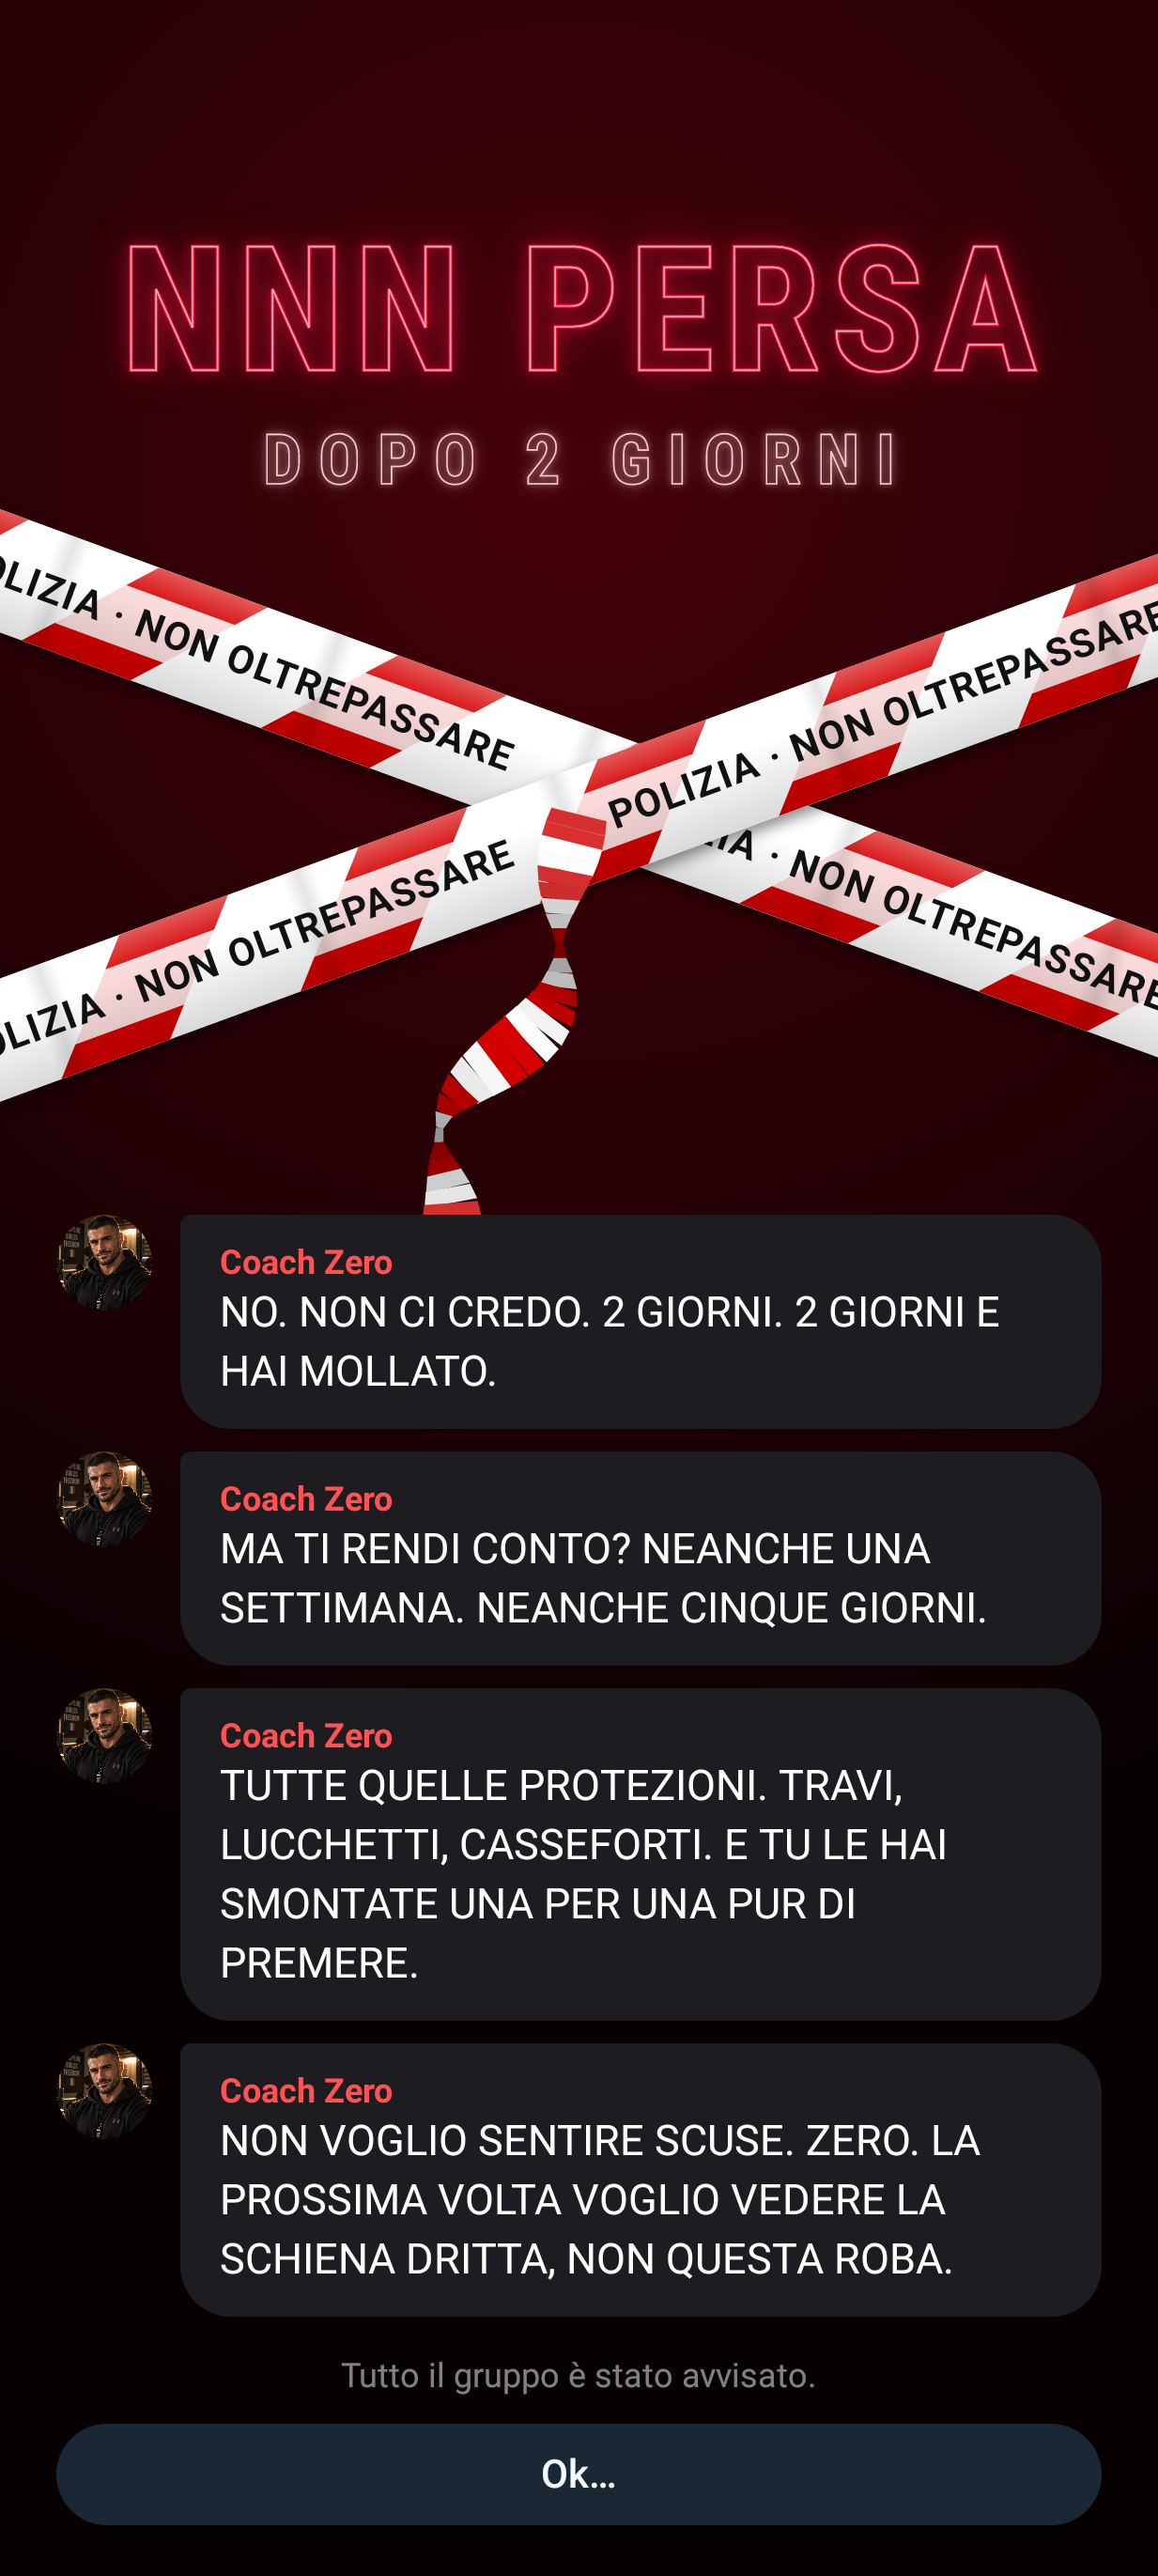 NNN PERSA
DOPO 2 GIORNI
OLIZIA · NON OLTREPASSARE
POLIZIA · NON OLTREPASSARE
OLIZIA · NON OLTREPASSARE
IA · NON OLTREPASSARE
Coach Zero
NO. NON CI CREDO. 2 GIORNI. 2 GIORNI E
HAI MOLLATO.
Coach Zero
MA TI RENDI CONTO? NEANCHE UNA
SETTIMANA. NEANCHE CINQUE GIORNI.
Coach Zero
TUTTE QUELLE PROTEZIONI. TRAVI,
LUCCHETTI, CASSEFORTI. E TU LE HAI
SMONTATE UNA PER UNA PUR DI
PREMERE.
Coach Zero
NON VOGLIO SENTIRE SCUSE. ZERO. LA
PROSSIMA VOLTA VOGLIO VEDERE LA
SCHIENA DRITTA, NON QUESTA ROBA.
Tutto il gruppo è stato avvisato.
Ok...